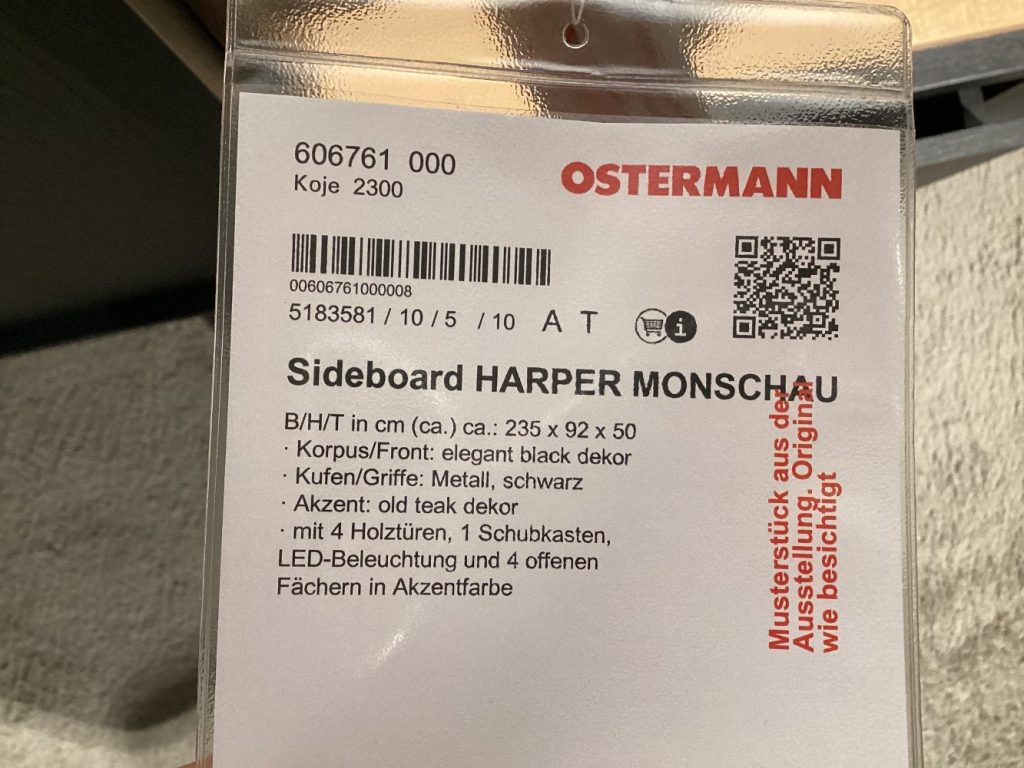 606761 000
Koje 2300
OSTERMANN
00606761000008
5183581 / 10 / 5 / 10 A T
i
Sideboard HARPER MONSCHAU
B/H/T in cm (ca.) ca.: 235 x 92 x 50
· Korpus/Front: elegant black dekor
· Kufen/Griffe: Metall, schwarz
· Akzent: old teak dekor
· mit 4 Holztüren, 1 Schubkasten,
LED-Beleuchtung und 4 offenen
Fächern in Akzentfarbe
Musterstück aus der
Ausstellung. Original
wie besichtigt